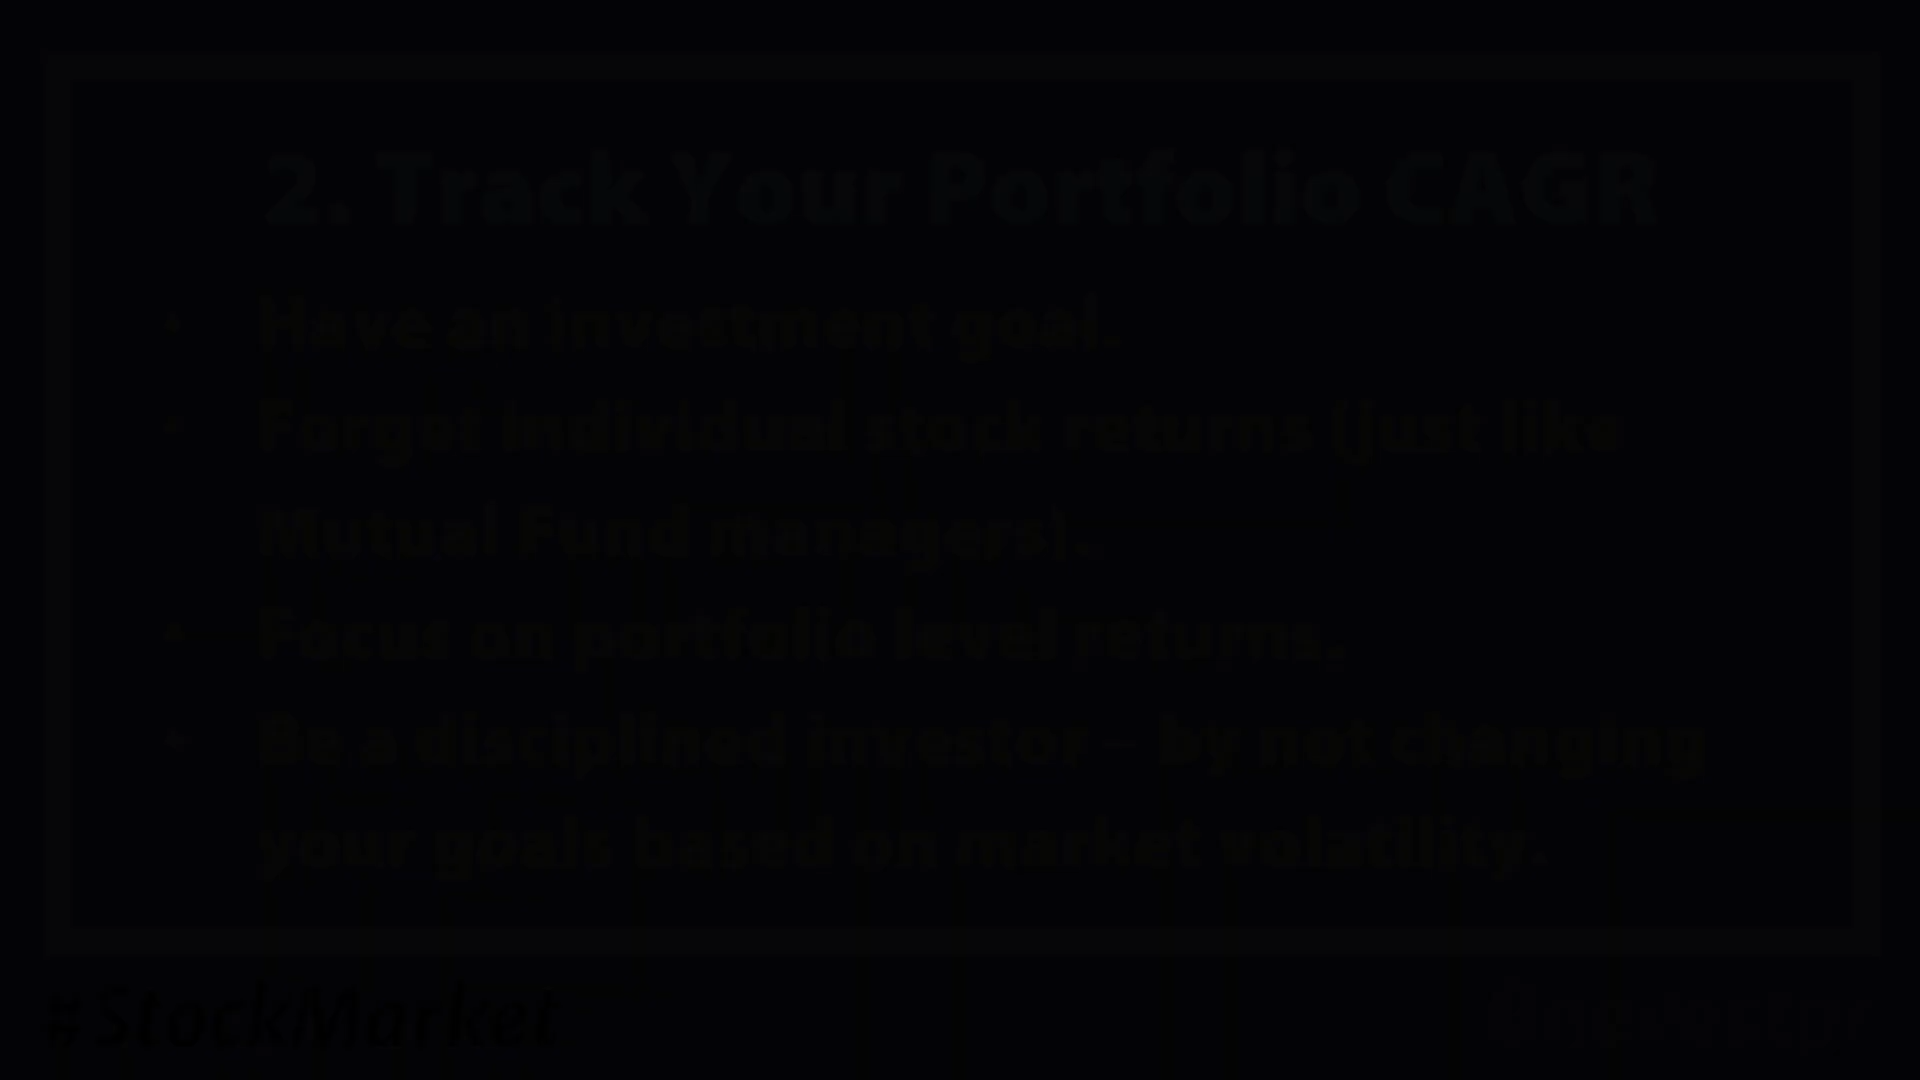 2. Track Your Portfolio CAGR
• Have an investment goal.
• Forget individual stock returns (just like
Mutual Fund managers).
• Focus on portfolio level returns.
• Be a disciplined investor – by not changing
your goals based on market volatility.
#StockMarket